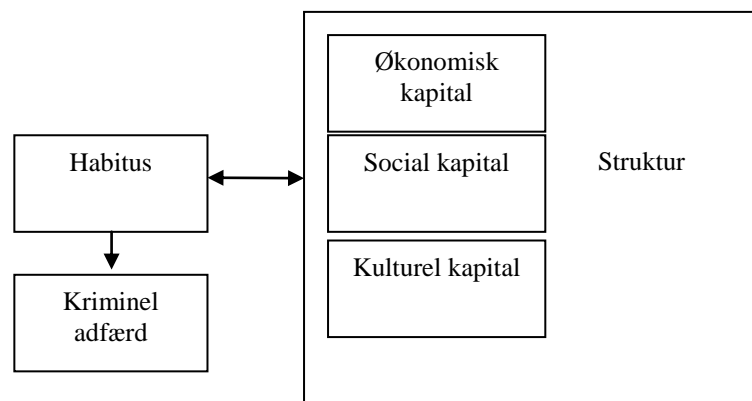 Økonomisk
kapital
Habitus
Social kapital
Struktur
Kulturel kapital
Kriminel
adfærd